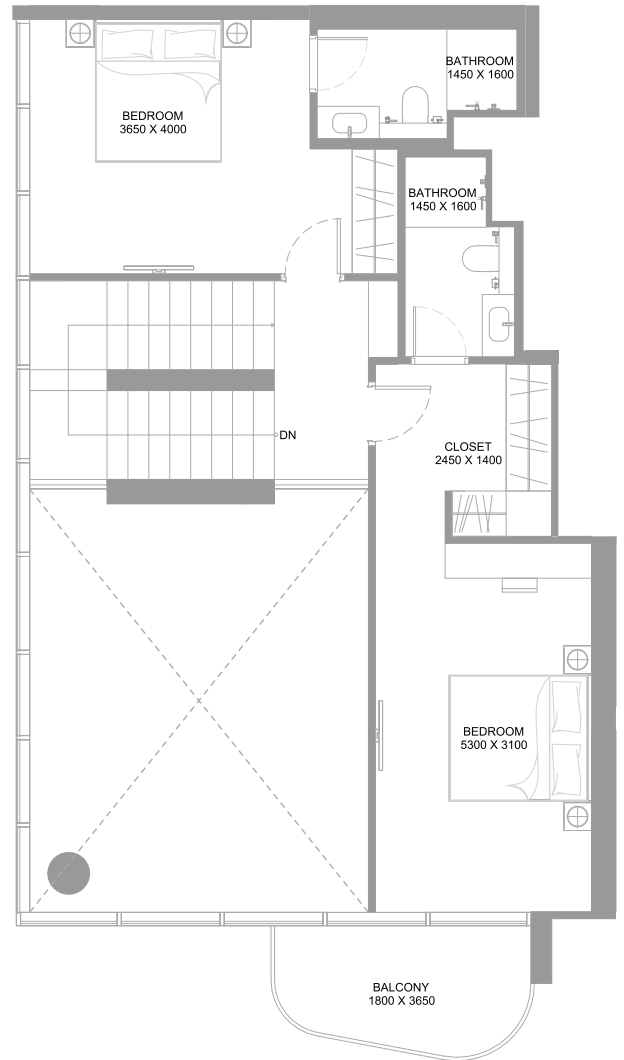 BATHROOM
1450 X 1600
BEDROOM
3650 X 4000
BATHROOM
1450 X 1600
DN
CLOSET
2450 X 1400
BEDROOM
5300 X 3100
BALCONY
1800 X 3650